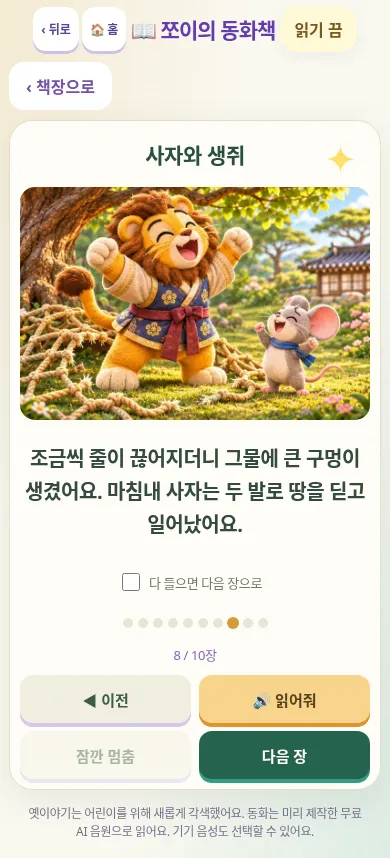 ‹ 뒤로
🏠 홈
📖 쪼이의 동화책
읽기 끔
‹ 책장으로
사자와 생쥐
조금씩 줄이 끊어지더니 그물에 큰 구멍이
생겼어요. 마침내 사자는 두 발로 땅을 딛고
일어났어요.
다 들으면 다음 장으로
8 / 10장
◀ 이전
🔊 읽어줘
잠깐 멈춤
다음 장
옛이야기는 어린이를 위해 새롭게 각색했어요. 동화는 미리 제작한 무료
AI 음원으로 읽어요. 기기 음성도 선택할 수 있어요.